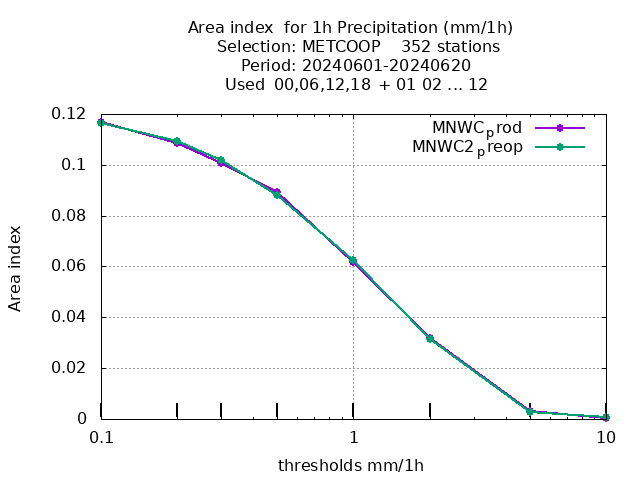 Area index  for 1h Precipitation (mm/1h)
Selection: METCOOP    352 stations
Period: 20240601-20240620
Used  00,06,12,18  + 01 02 ... 12
MNWCprod
MNWC2preop
0.12
0.1
0.08
0.06
0.04
0.02
0
Area index
0.1
1
10
thresholds mm/1h